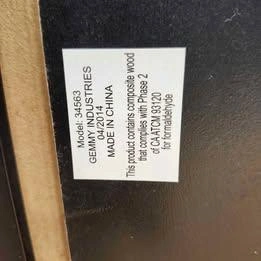 Model: 34563
GEMMY INDUSTRIES
04/2014
MADE IN CHINA
This product contains composite wood
that complies with Phase 2
of CA ATCM 93120
for formaldehyde